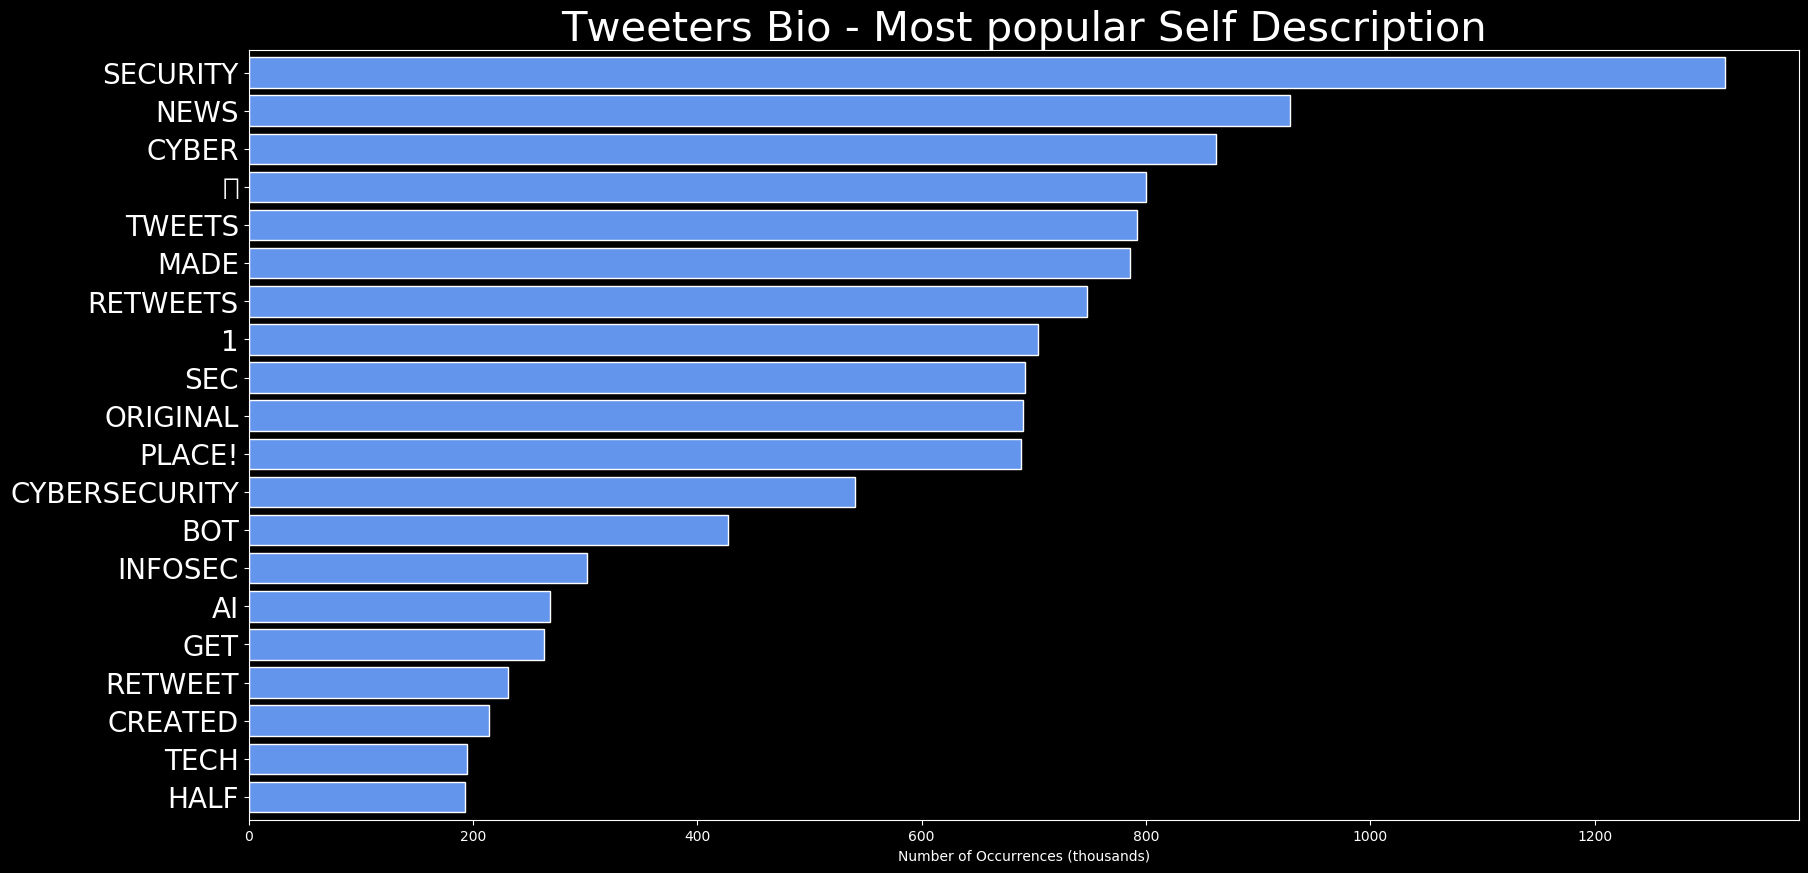 Tweeters Bio - Most popular Self Description
SECURITY
NEWS
CYBER
TWEETS
MADE
RETWEETS
1
SEC
ORIGINAL
PLACE!
CYBERSECURITY
BOT
INFOSEC
AI
GET
RETWEET
CREATED
TECH
HALF
0 200 400 600 800 1000 1200
Number of Occurrences (thousands)